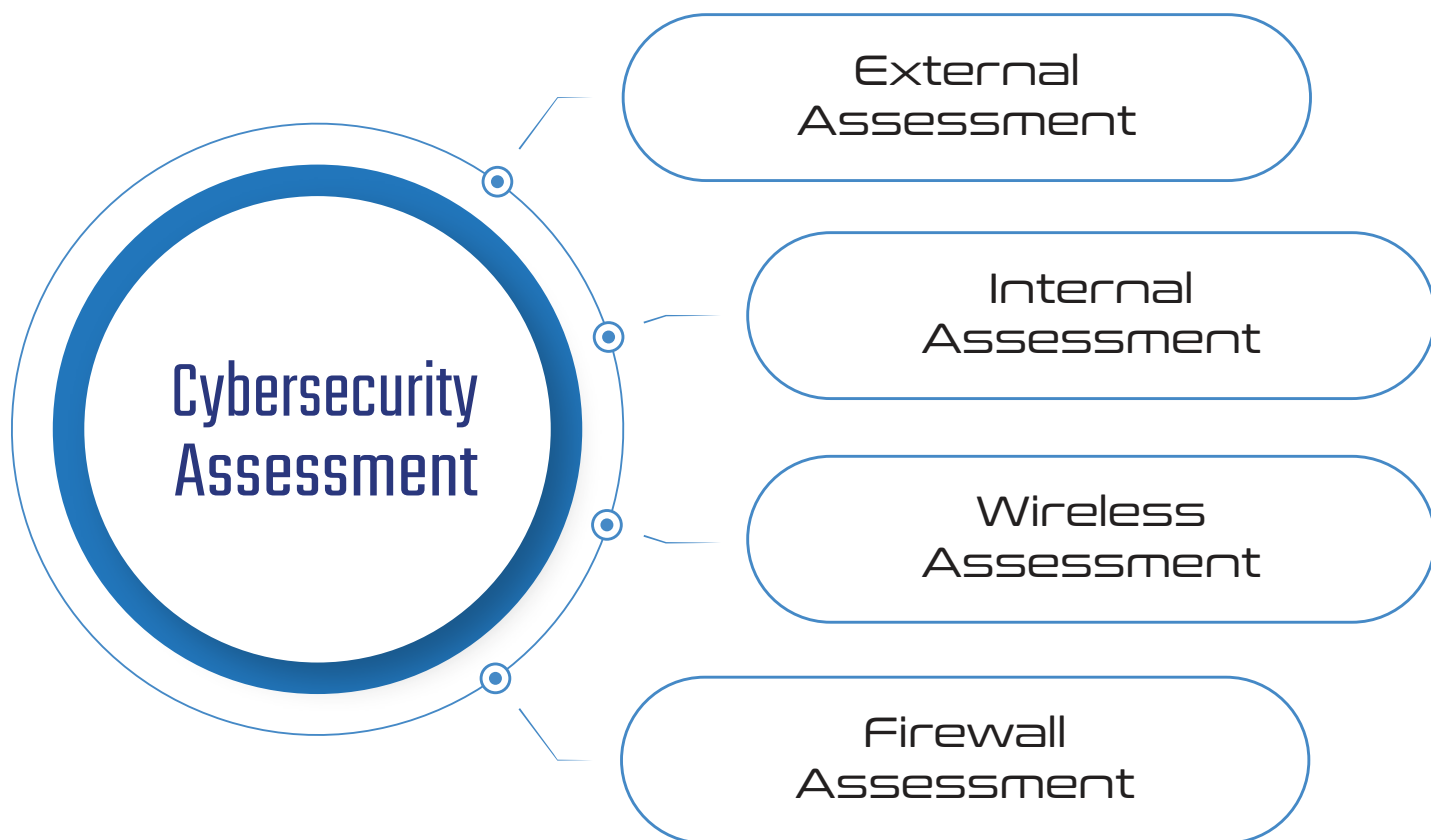 Cybersecurity
Assessment
External
Assessment
Internal
Assessment
Wireless
Assessment
Firewall
Assessment